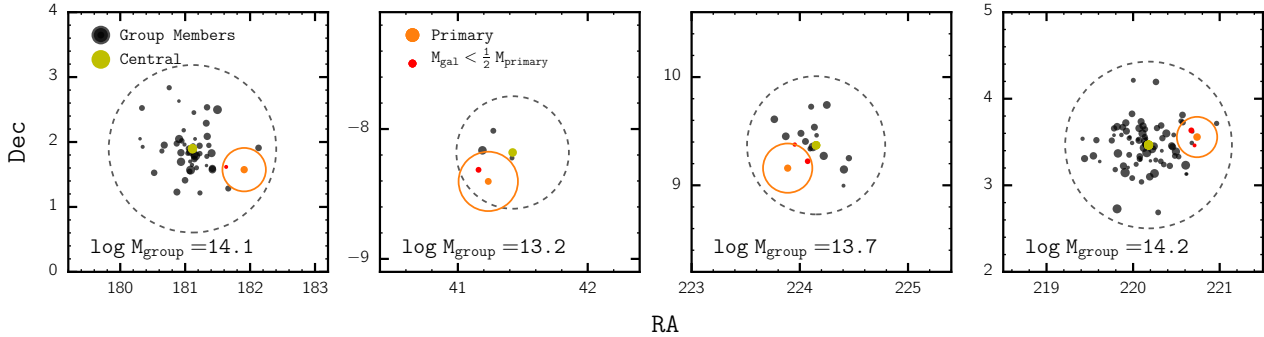 Group Members
Central
Primary
M_gal < 1/2 M_primary
Dec
5
4
3
2
1
0
180
181
182
183
log M_group = 14.1
−8
−9
41
42
log M_group = 13.2
10
9
223
224
225
log M_group = 13.7
5
4
3
2
219
220
221
log M_group = 14.2
RA